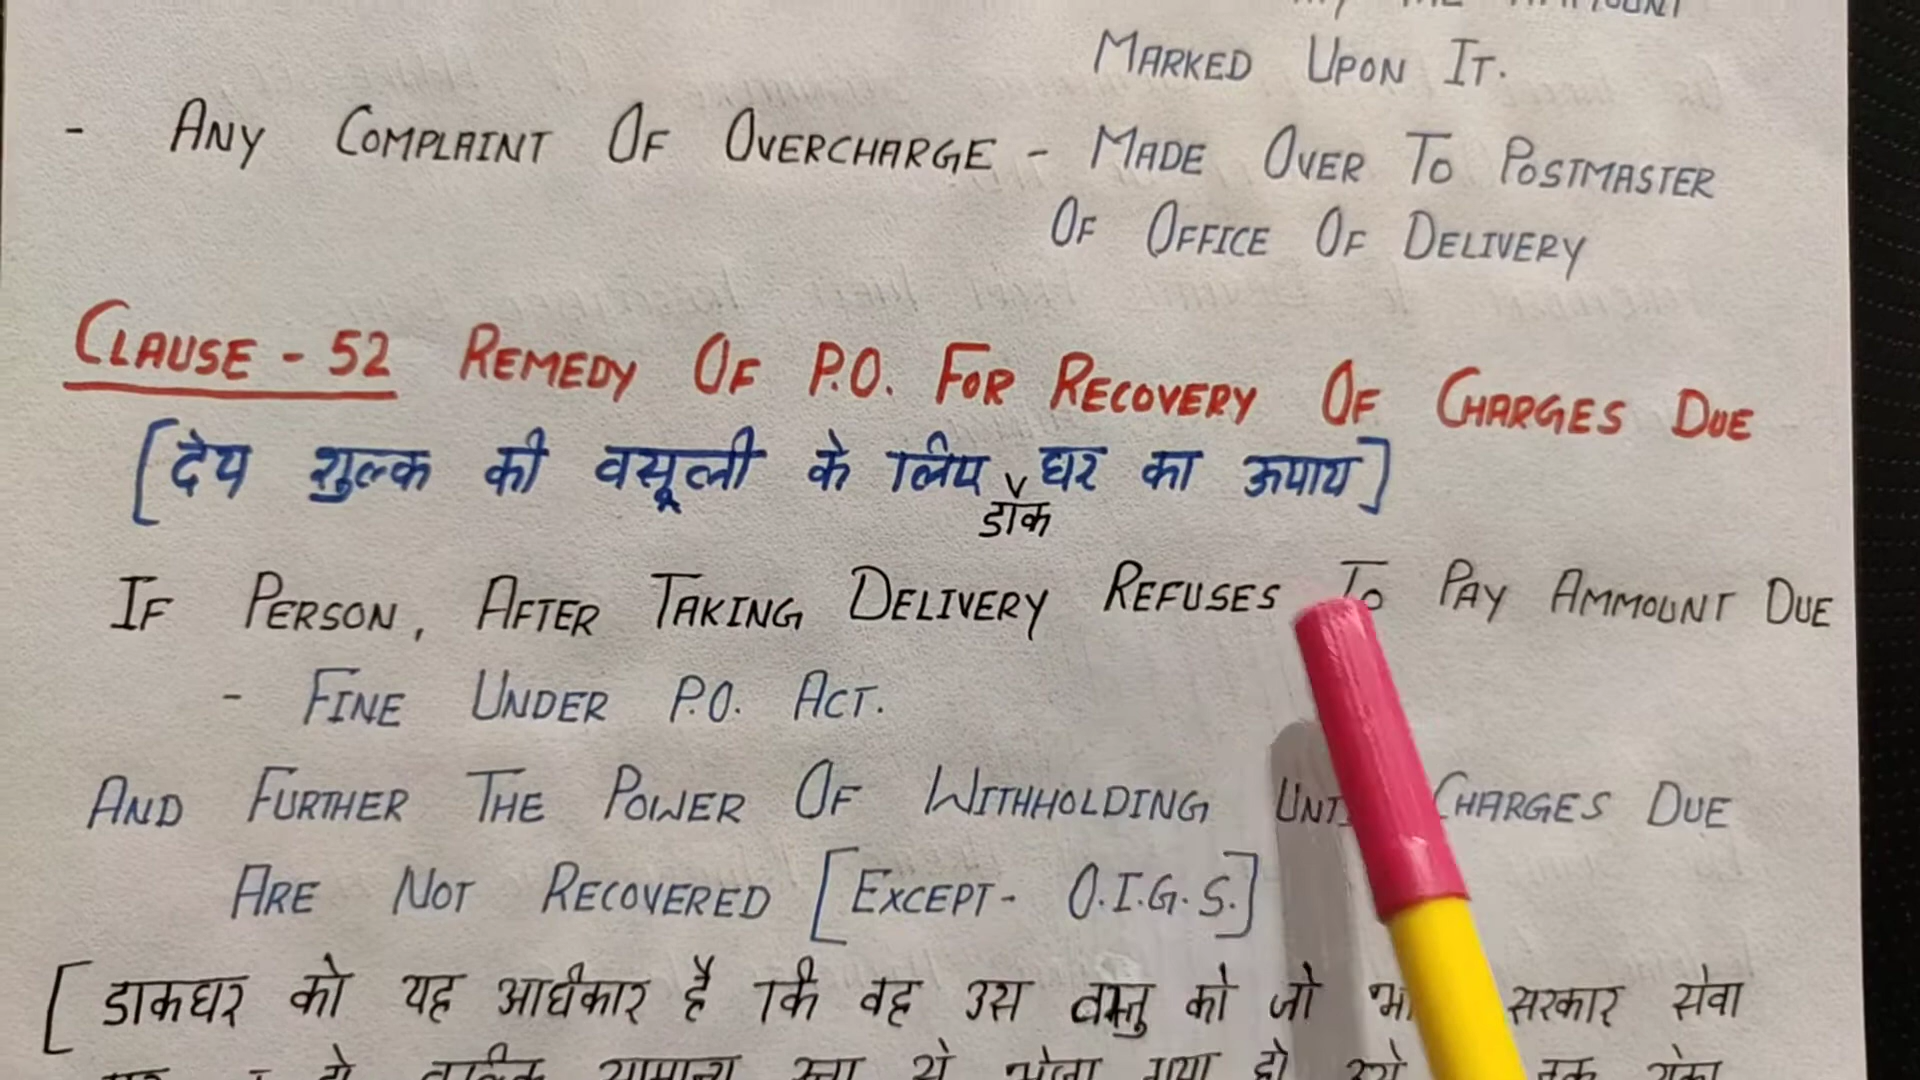 MARKED UPON IT.
- ANY COMPLAINT OF OVERCHARGE - MADE OVER TO POSTMASTER
OF OFFICE OF DELIVERY
CLAUSE - 52 REMEDY OF P.O. FOR RECOVERY OF CHARGES DUE
[देय शुल्क की वसूली के लिए घर का ऊपाय]
डाक
IF PERSON, AFTER TAKING DELIVERY REFUSES TO PAY AMMOUNT DUE
- FINE UNDER P.O. ACT.
AND FURTHER THE POWER OF WITHHOLDING CHARGES DUE
ARE NOT RECOVERED [EXCEPT- O.I.G.S.]
[डाकघर को यह अधिकार है कि वह उस वस्तु को जो सरकार सेवा